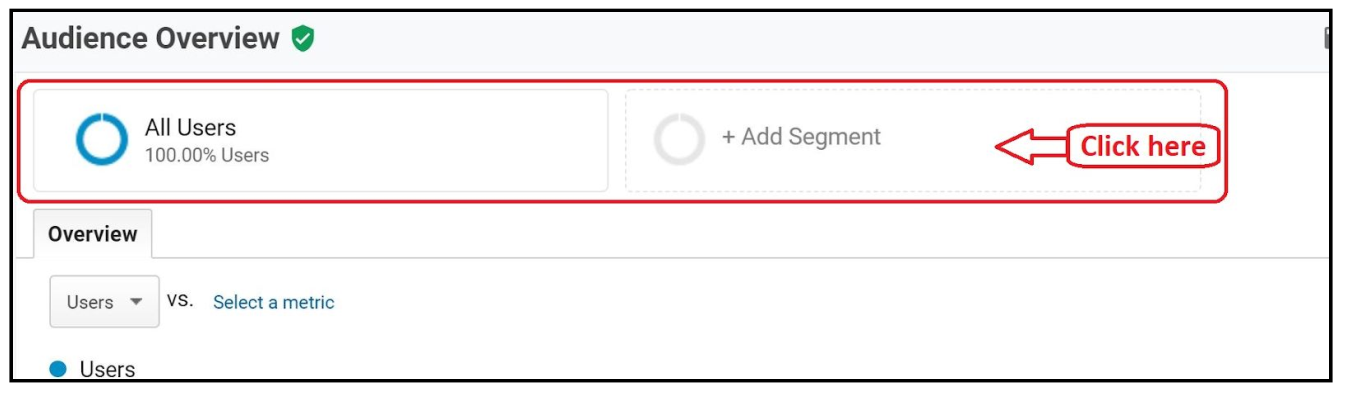 Audience Overview
All Users
100.00% Users
+ Add Segment
Click here
Overview
Users vs. Select a metric
Users